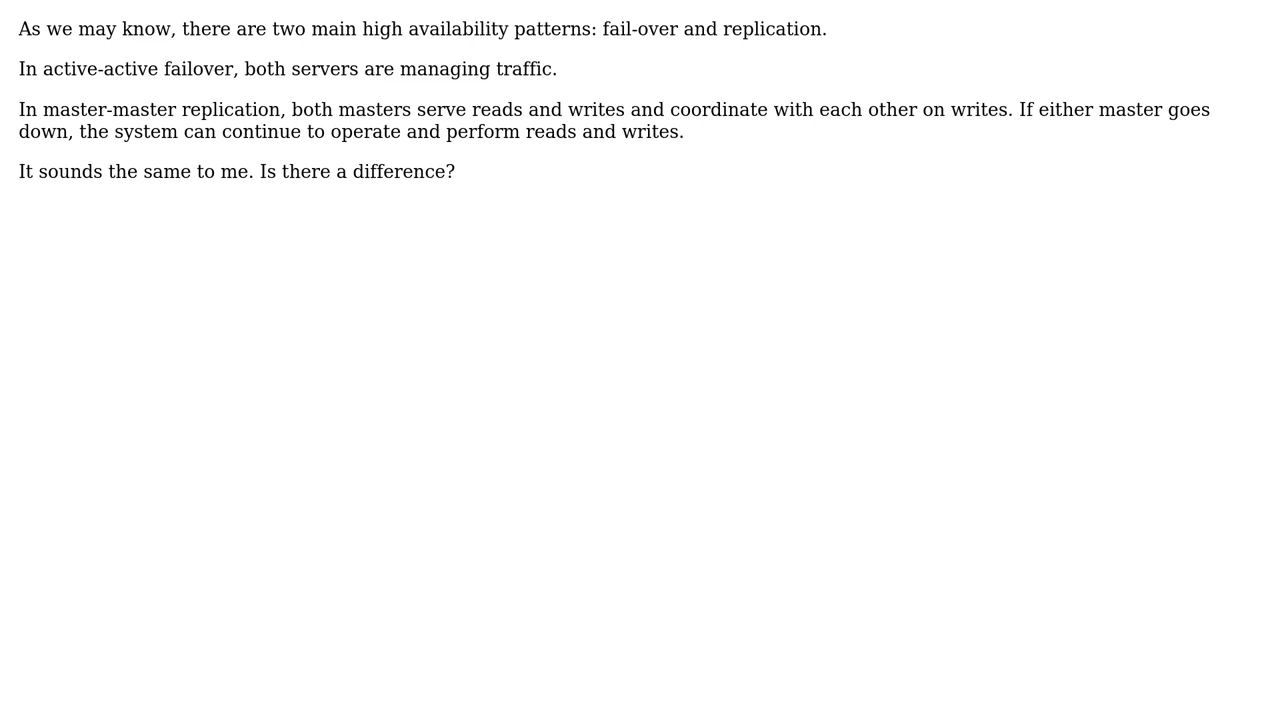 As we may know, there are two main high availability patterns: fail-over and replication.
In active-active failover, both servers are managing traffic.
In master-master replication, both masters serve reads and writes and coordinate with each other on writes. If either master goes
down, the system can continue to operate and perform reads and writes.
It sounds the same to me. Is there a difference?